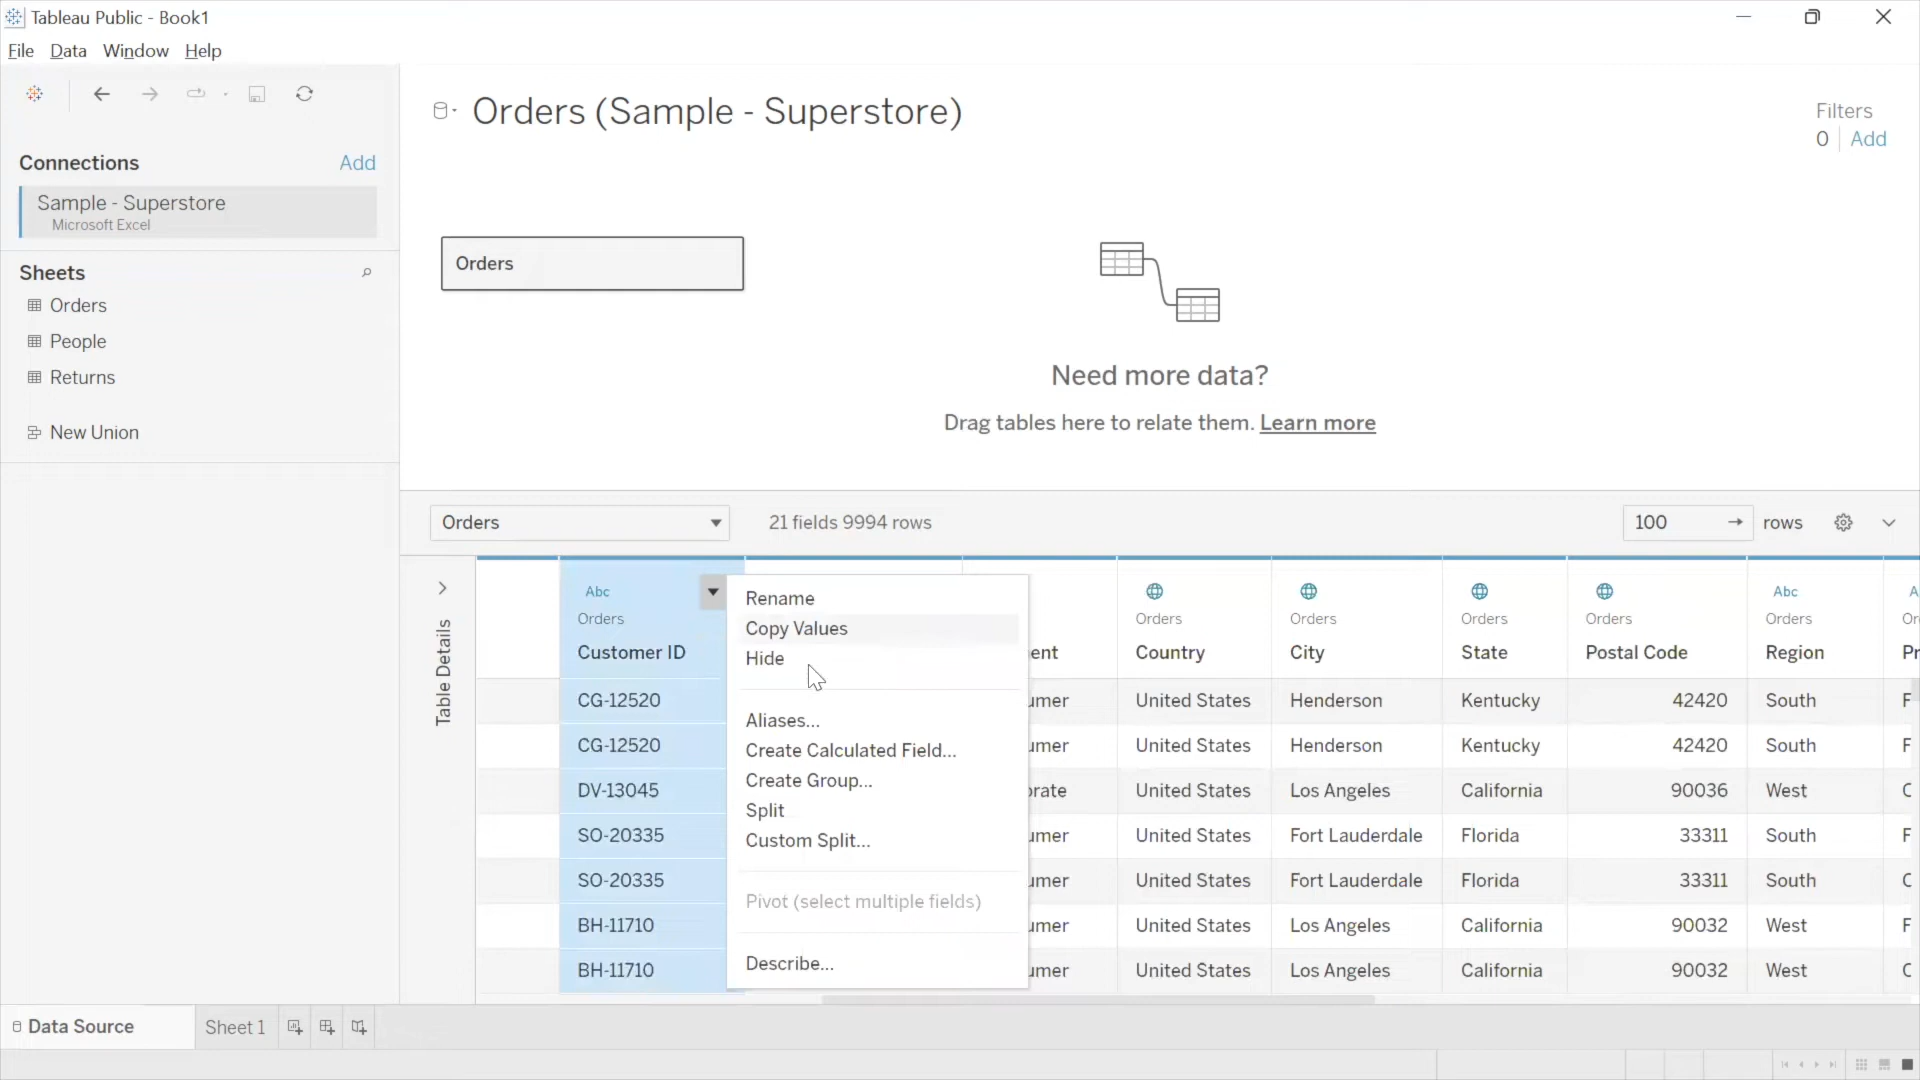 Tableau Public - Book1
File Data Window Help
Connections Add
Sample - Superstore
Microsoft Excel
Sheets
Orders
People
Returns
New Union
Orders (Sample - Superstore)
Filters
0 Add
Orders
Need more data?
Drag tables here to relate them. Learn more
Orders 21 fields 9994 rows 100 rows
Table Details
Abc Abc
Orders Orders Orders Orders Orders Orders
Customer ID Country City State Postal Code Region
CG-12520 United States Henderson Kentucky 42420 South
CG-12520 United States Henderson Kentucky 42420 South
DV-13045 United States Los Angeles California 90036 West
SO-20335 United States Fort Lauderdale Florida 33311 South
SO-20335 United States Fort Lauderdale Florida 33311 South
BH-11710 United States Los Angeles California 90032 West
BH-11710 United States Los Angeles California 90032 West
Rename
Copy Values
Hide
Aliases...
Create Calculated Field...
Create Group...
Split
Custom Split...
Pivot (select multiple fields)
Describe...
Data Source Sheet 1